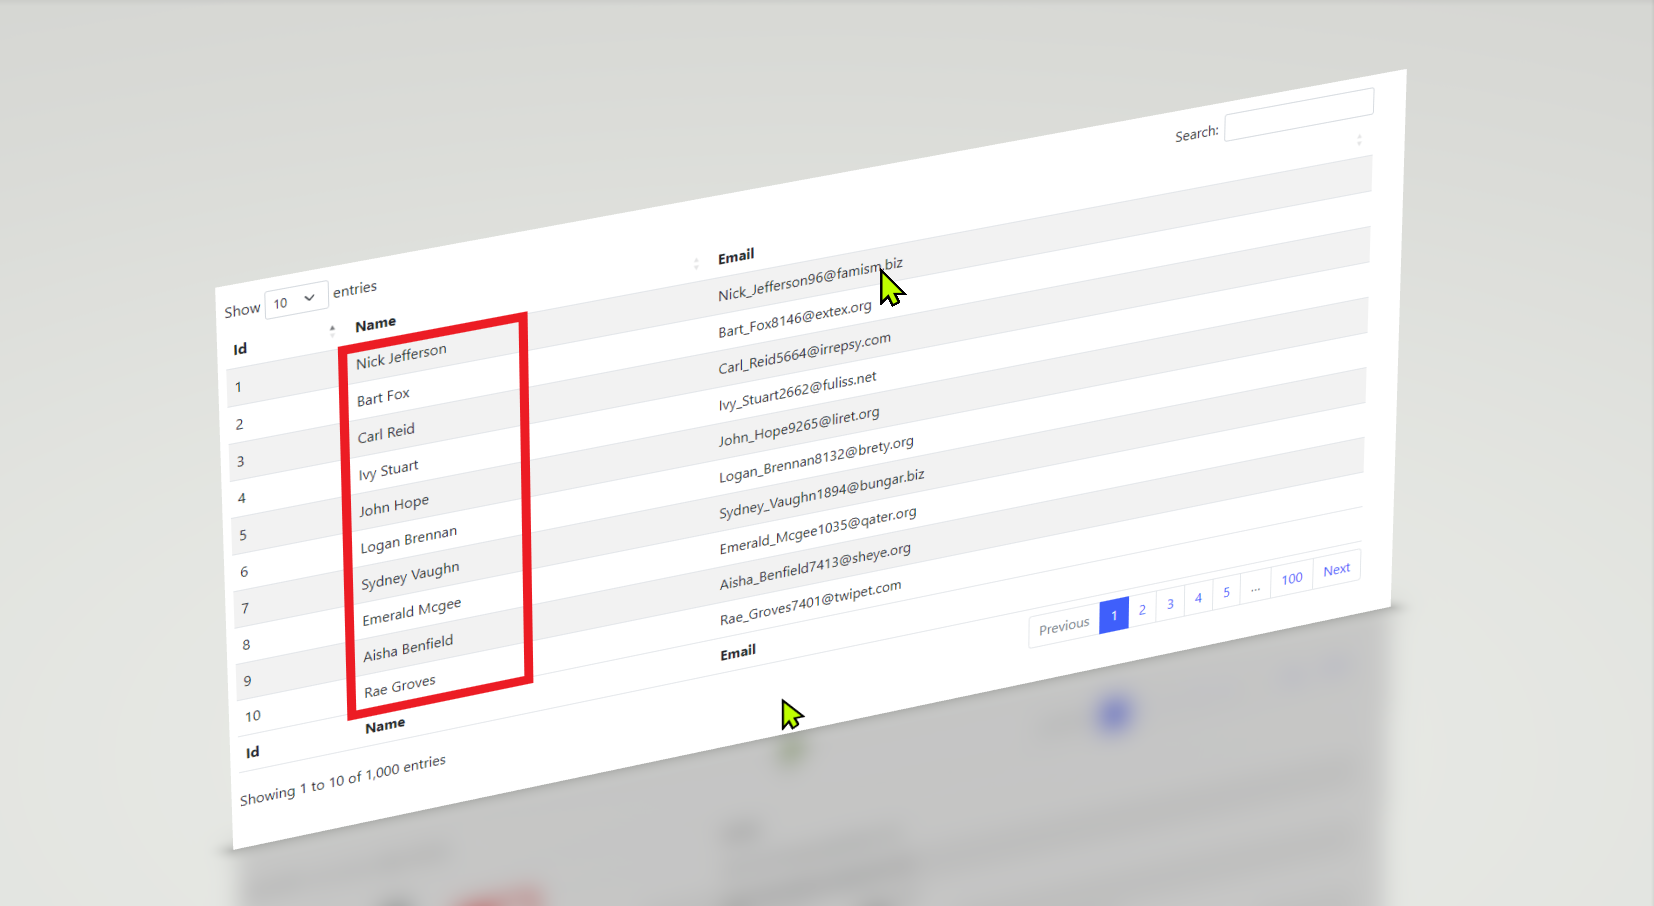 Search:
Show 10 entries
Id Name Email
1 Nick Jefferson Nick_Jefferson96@famism.biz
2 Bart Fox Bart_Fox8146@extex.org
3 Carl Reid Carl_Reid5664@irrepsy.com
4 Ivy Stuart Ivy_Stuart2662@fuliss.net
5 John Hope John_Hope9265@liret.org
6 Logan Brennan Logan_Brennan8132@brety.org
7 Sydney Vaughn Sydney_Vaughn1894@bungar.biz
8 Emerald Mcgee Emerald_Mcgee1035@qater.org
9 Aisha Benfield Aisha_Benfield7413@sheye.org
10 Rae Groves Rae_Groves7401@twipet.com
Id Name Email
Showing 1 to 10 of 1,000 entries
Previous 1 2 3 4 5 ... 100 Next